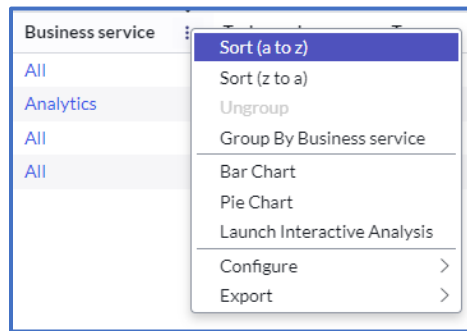 Business service
Sort (a to z)
All
Sort (z to a)
Analytics
Ungroup
All
Group By Business service
All
Bar Chart
Pie Chart
Launch Interactive Analysis
Configure
Export